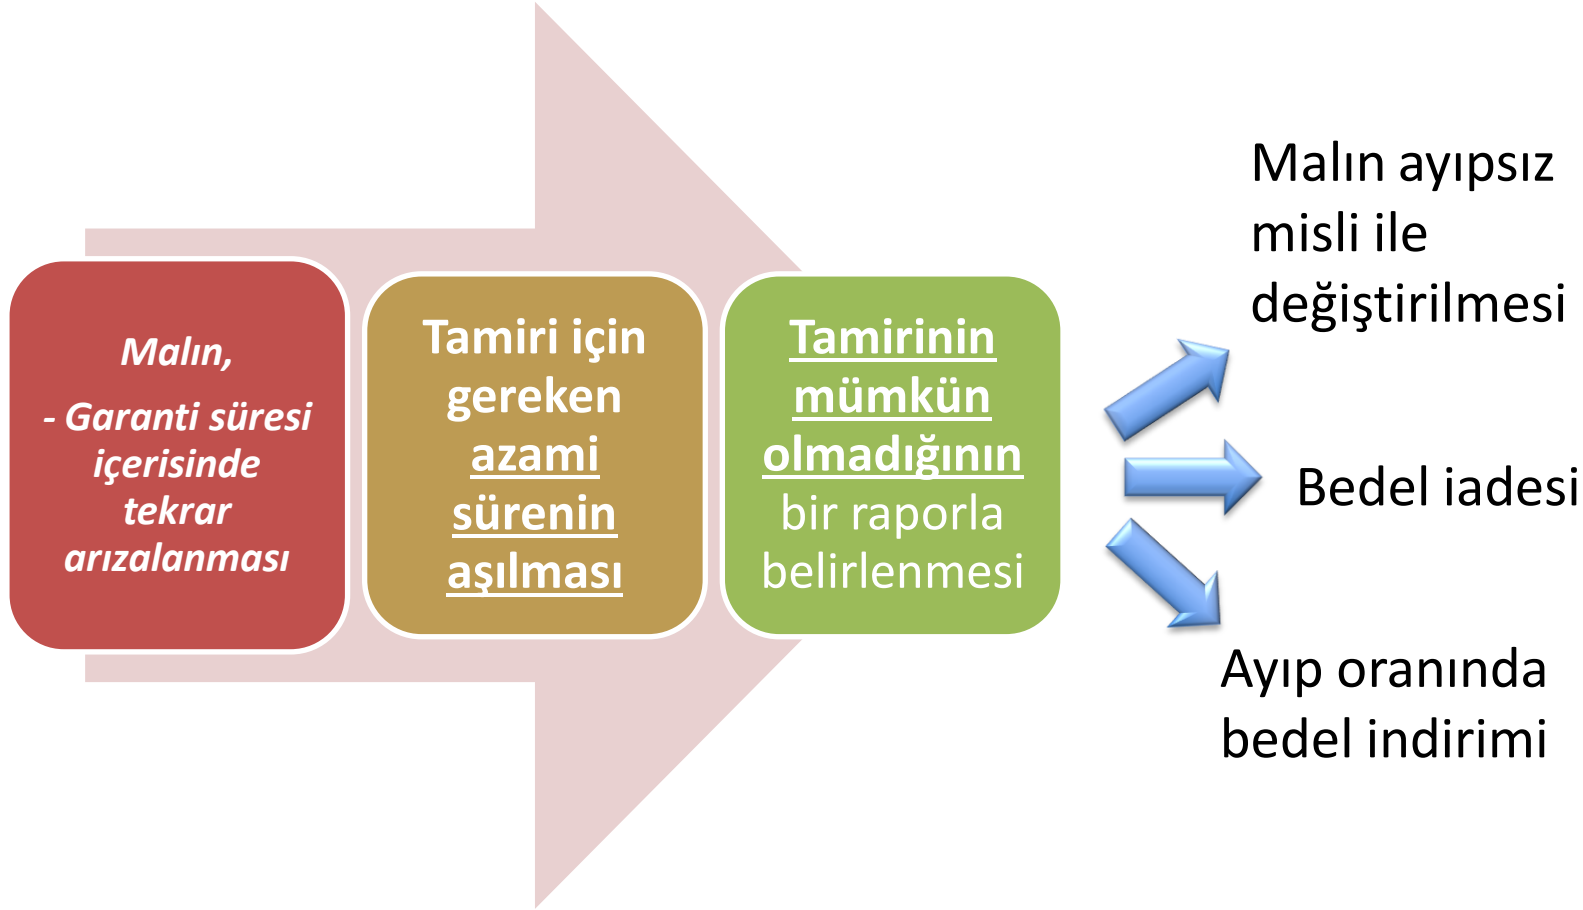 Malın,
- Garanti süresi
içerisinde
tekrar
arızalanması
Tamiri için
gereken
azami
sürenin
aşılması
Tamirinin
mümkün
olmadığının
bir raporla
belirlenmesi
Malın ayıpsız
misli ile
değiştirilmesi
Bedel iadesi
Ayıp oranında
bedel indirimi